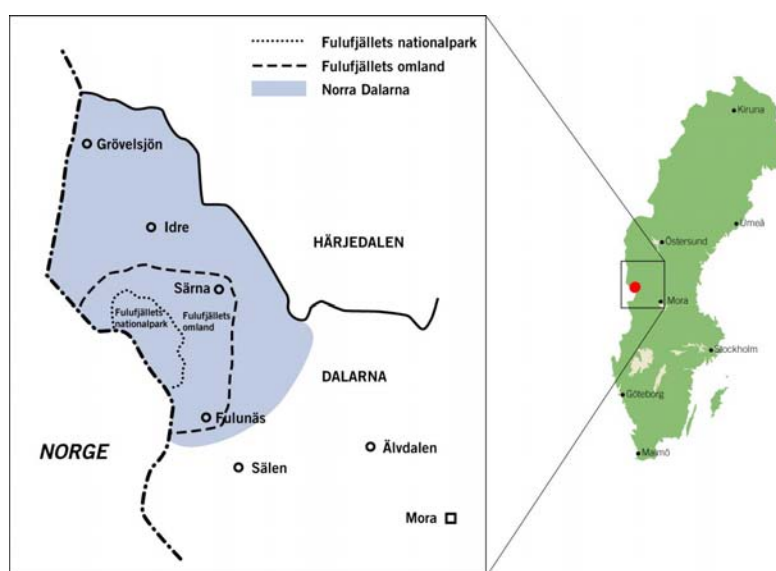 Fulufjällets nationalpark
Fulufjällets omland
Norra Dalarna
Grövelsjön
Idre
HÄRJEDALEN
Särna
Fulufjällets
nationalpark
Fulufjällets
omland
DALARNA
Fulunäs
NORGE
Älvdalen
Sälen
Mora
Kiruna
Umeå
Östersund
Mora
Stockholm
Göteborg
Malmö